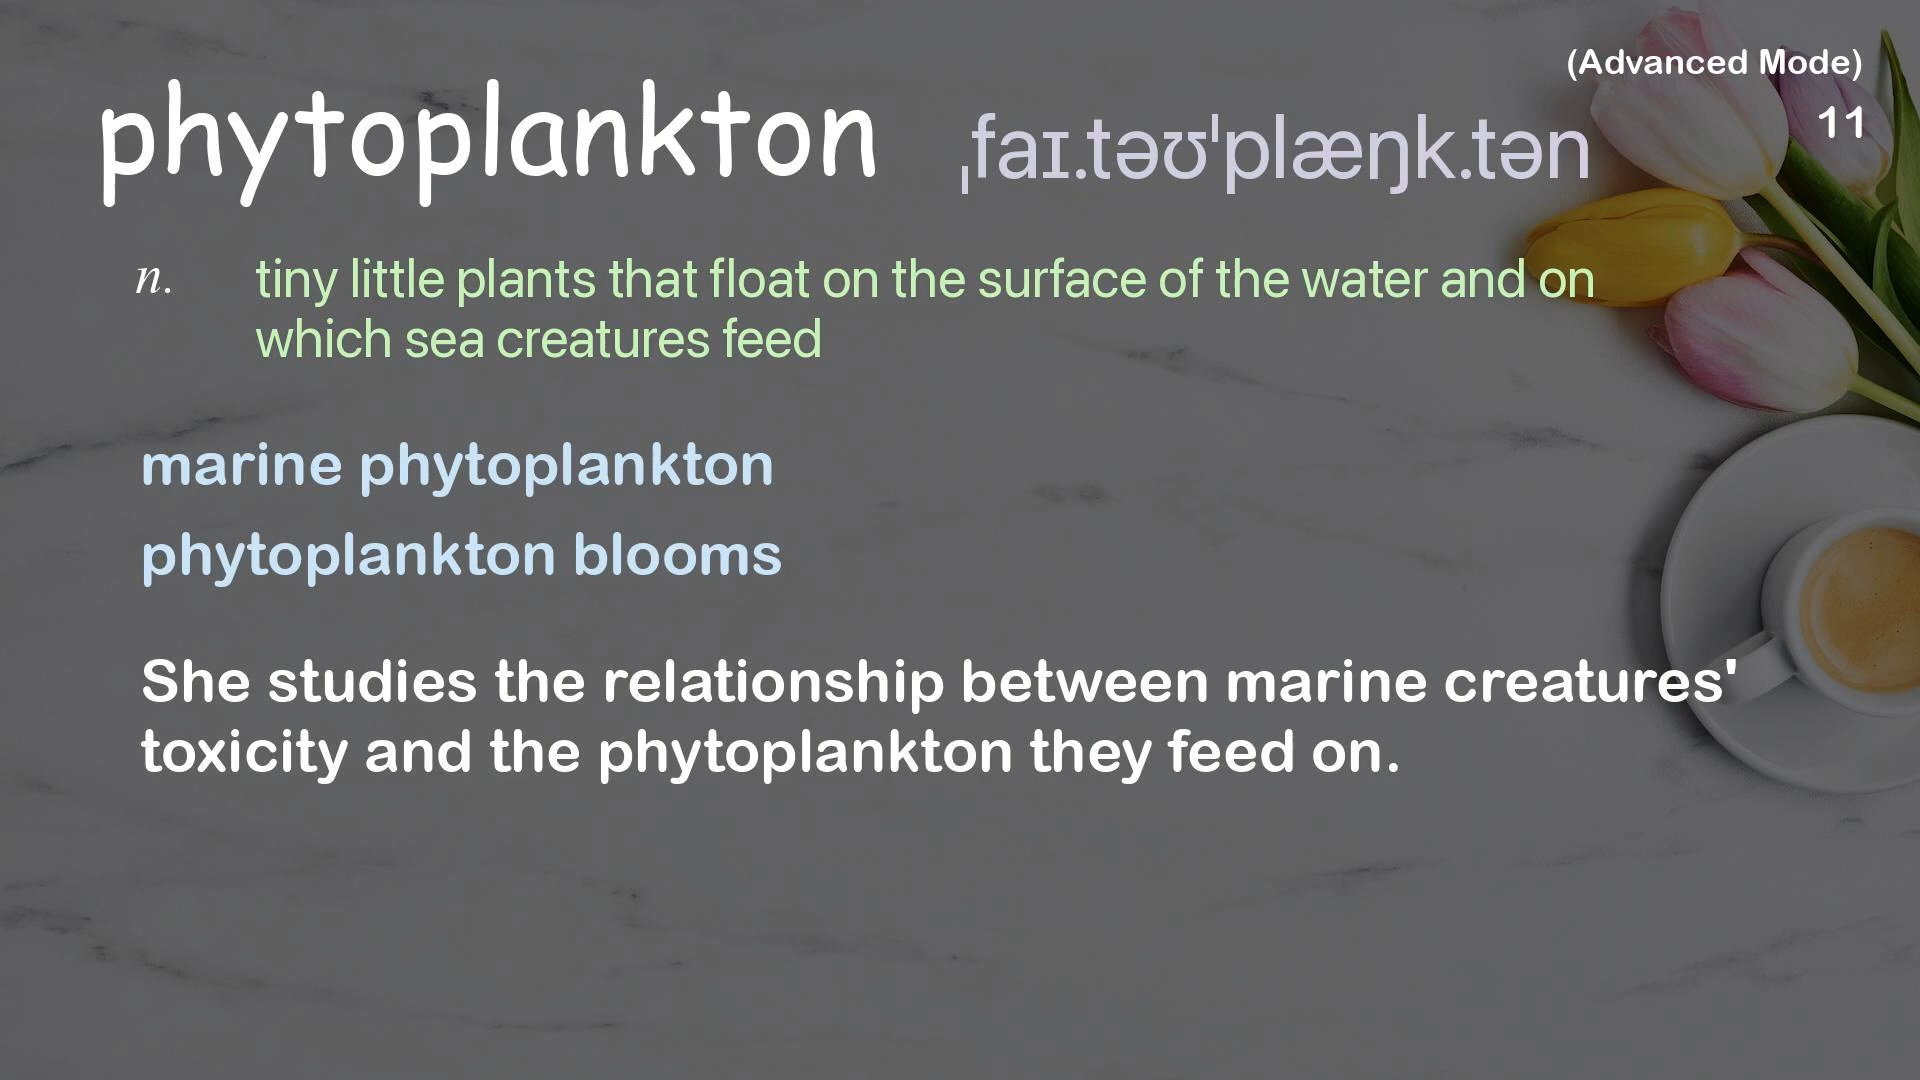 (Advanced Mode)
phytoplankton ˌfaɪ.təʊˈplæŋk.tən
11
n. tiny little plants that float on the surface of the water and on
which sea creatures feed
marine phytoplankton
phytoplankton blooms
She studies the relationship between marine creatures'
toxicity and the phytoplankton they feed on.